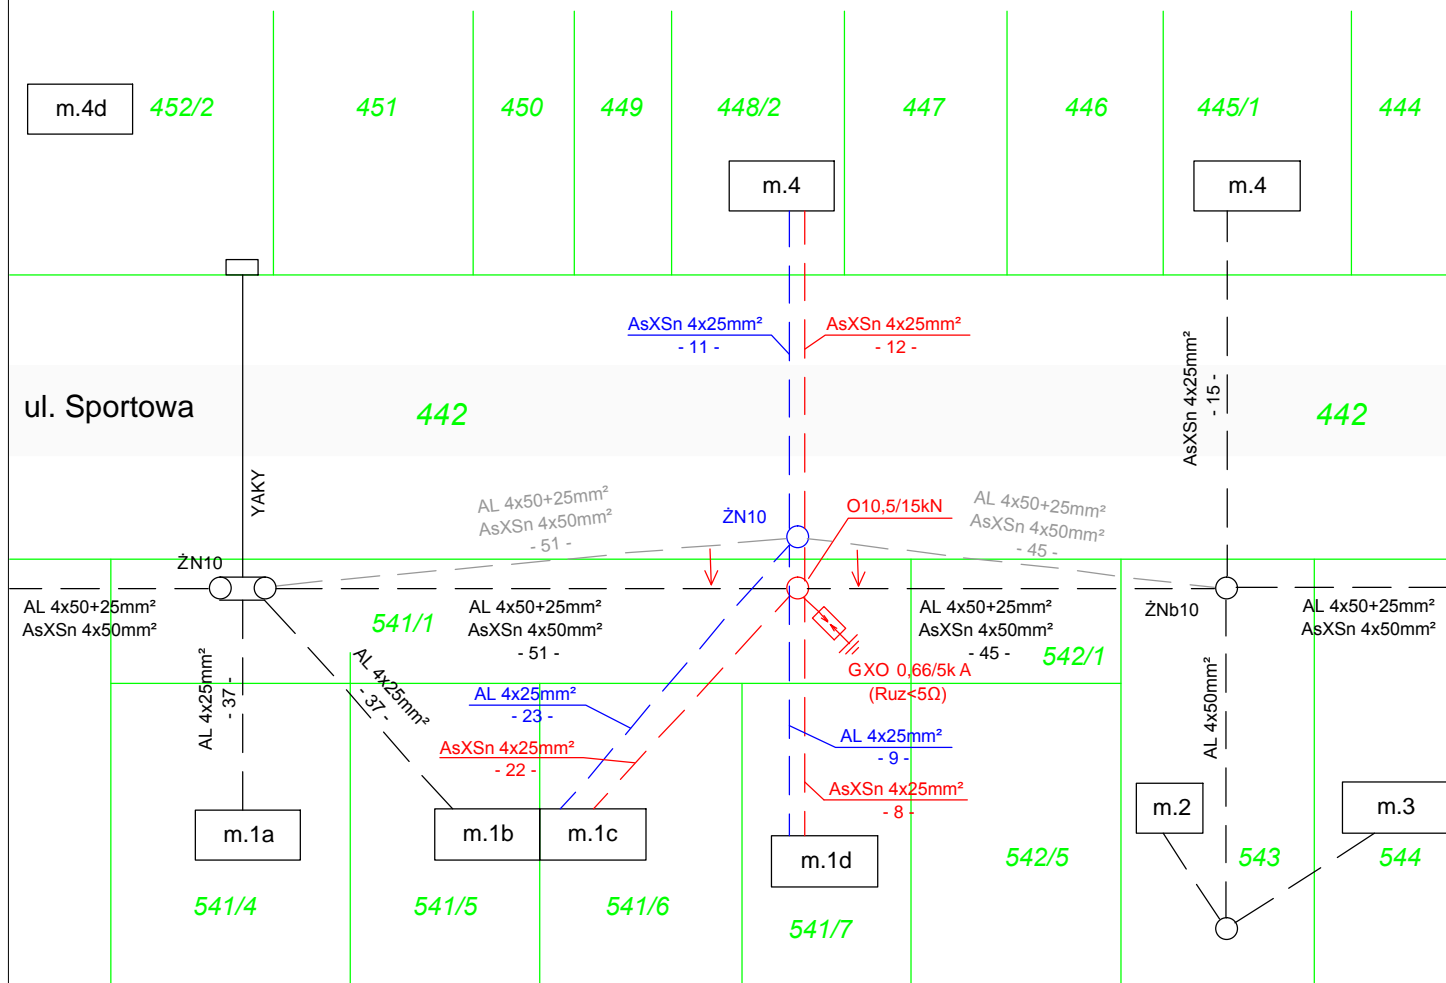 m.4d
452/2
451
450
449
448/2
447
446
445/1
444
m.4
m.4
AsXSn 4x25mm²
- 11 -
AsXSn 4x25mm²
- 12 -
AsXSn 4x25mm²
- 15 -
ul. Sportowa
442
442
YAKY
AL 4x50+25mm²
AsXSn 4x50mm²
- 51 -
ŻN10
O10,5/15kN
AL 4x50+25mm²
AsXSn 4x50mm²
- 45 -
ŻN10
AL 4x50+25mm²
AsXSn 4x50mm²
541/1
AL 4x50+25mm²
AsXSn 4x50mm²
- 51 -
AL 4x50+25mm²
AsXSn 4x50mm²
- 45 -
542/1
ŻNb10
AL 4x50+25mm²
AsXSn 4x50mm²
GXO 0,66/5k A
(Ruz<5Ω)
AL 4x25mm²
- 37 -
AL 4x25mm²
- 37 -
AL 4x25mm²
- 23 -
AsXSn 4x25mm²
- 22 -
AL 4x25mm²
- 9 -
AsXSn 4x25mm²
- 8 -
AL 4x50mm²
m.1a
m.1b
m.1c
m.1d
m.2
m.3
541/4
541/5
541/6
541/7
542/5
543
544